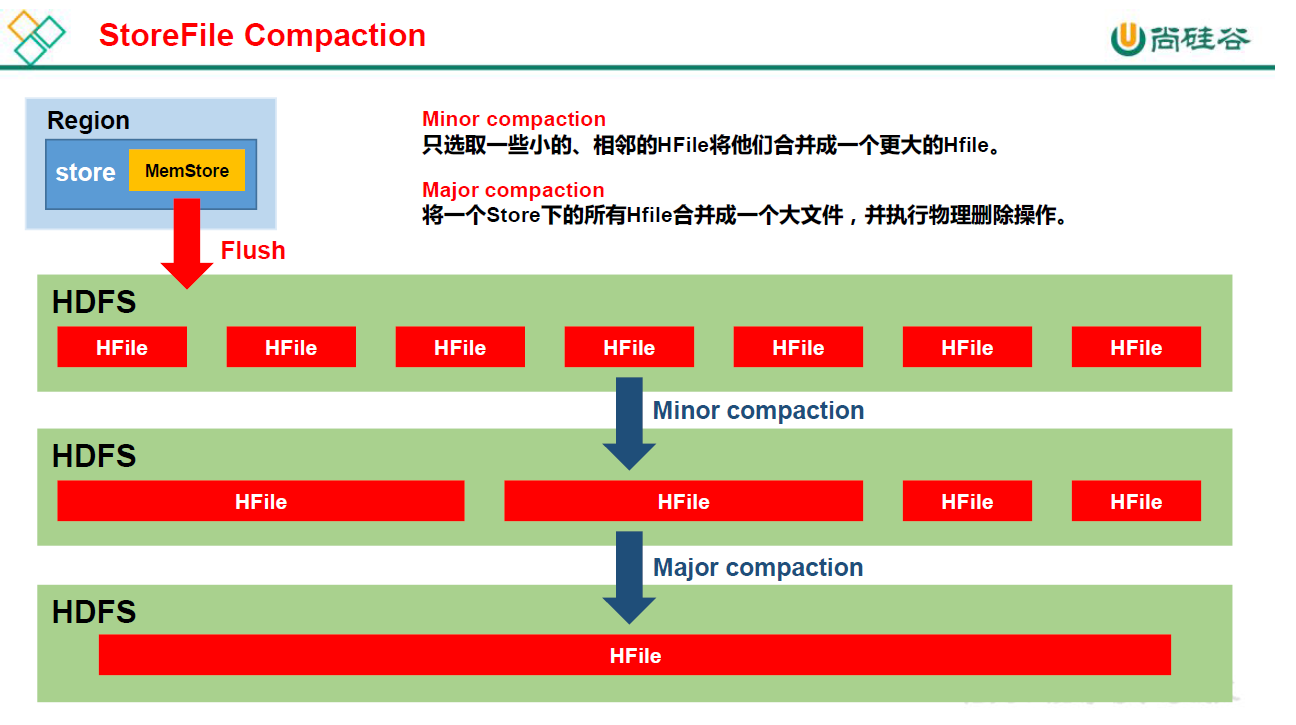 StoreFile Compaction
尚硅谷
Region
store
MemStore
Flush
Minor compaction
只选取一些小的、相邻的HFile将他们合并成一个更大的Hfile。
Major compaction
将一个Store下的所有Hfile合并成一个大文件，并执行物理删除操作。
HDFS
HFile
HFile
HFile
HFile
HFile
HFile
HFile
Minor compaction
HDFS
HFile
HFile
HFile
HFile
Major compaction
HDFS
HFile